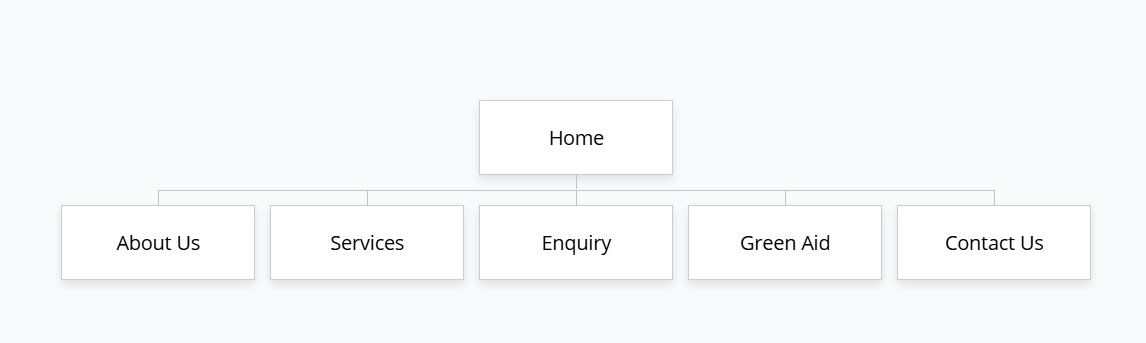 Home
About Us
Services
Enquiry
Green Aid
Contact Us